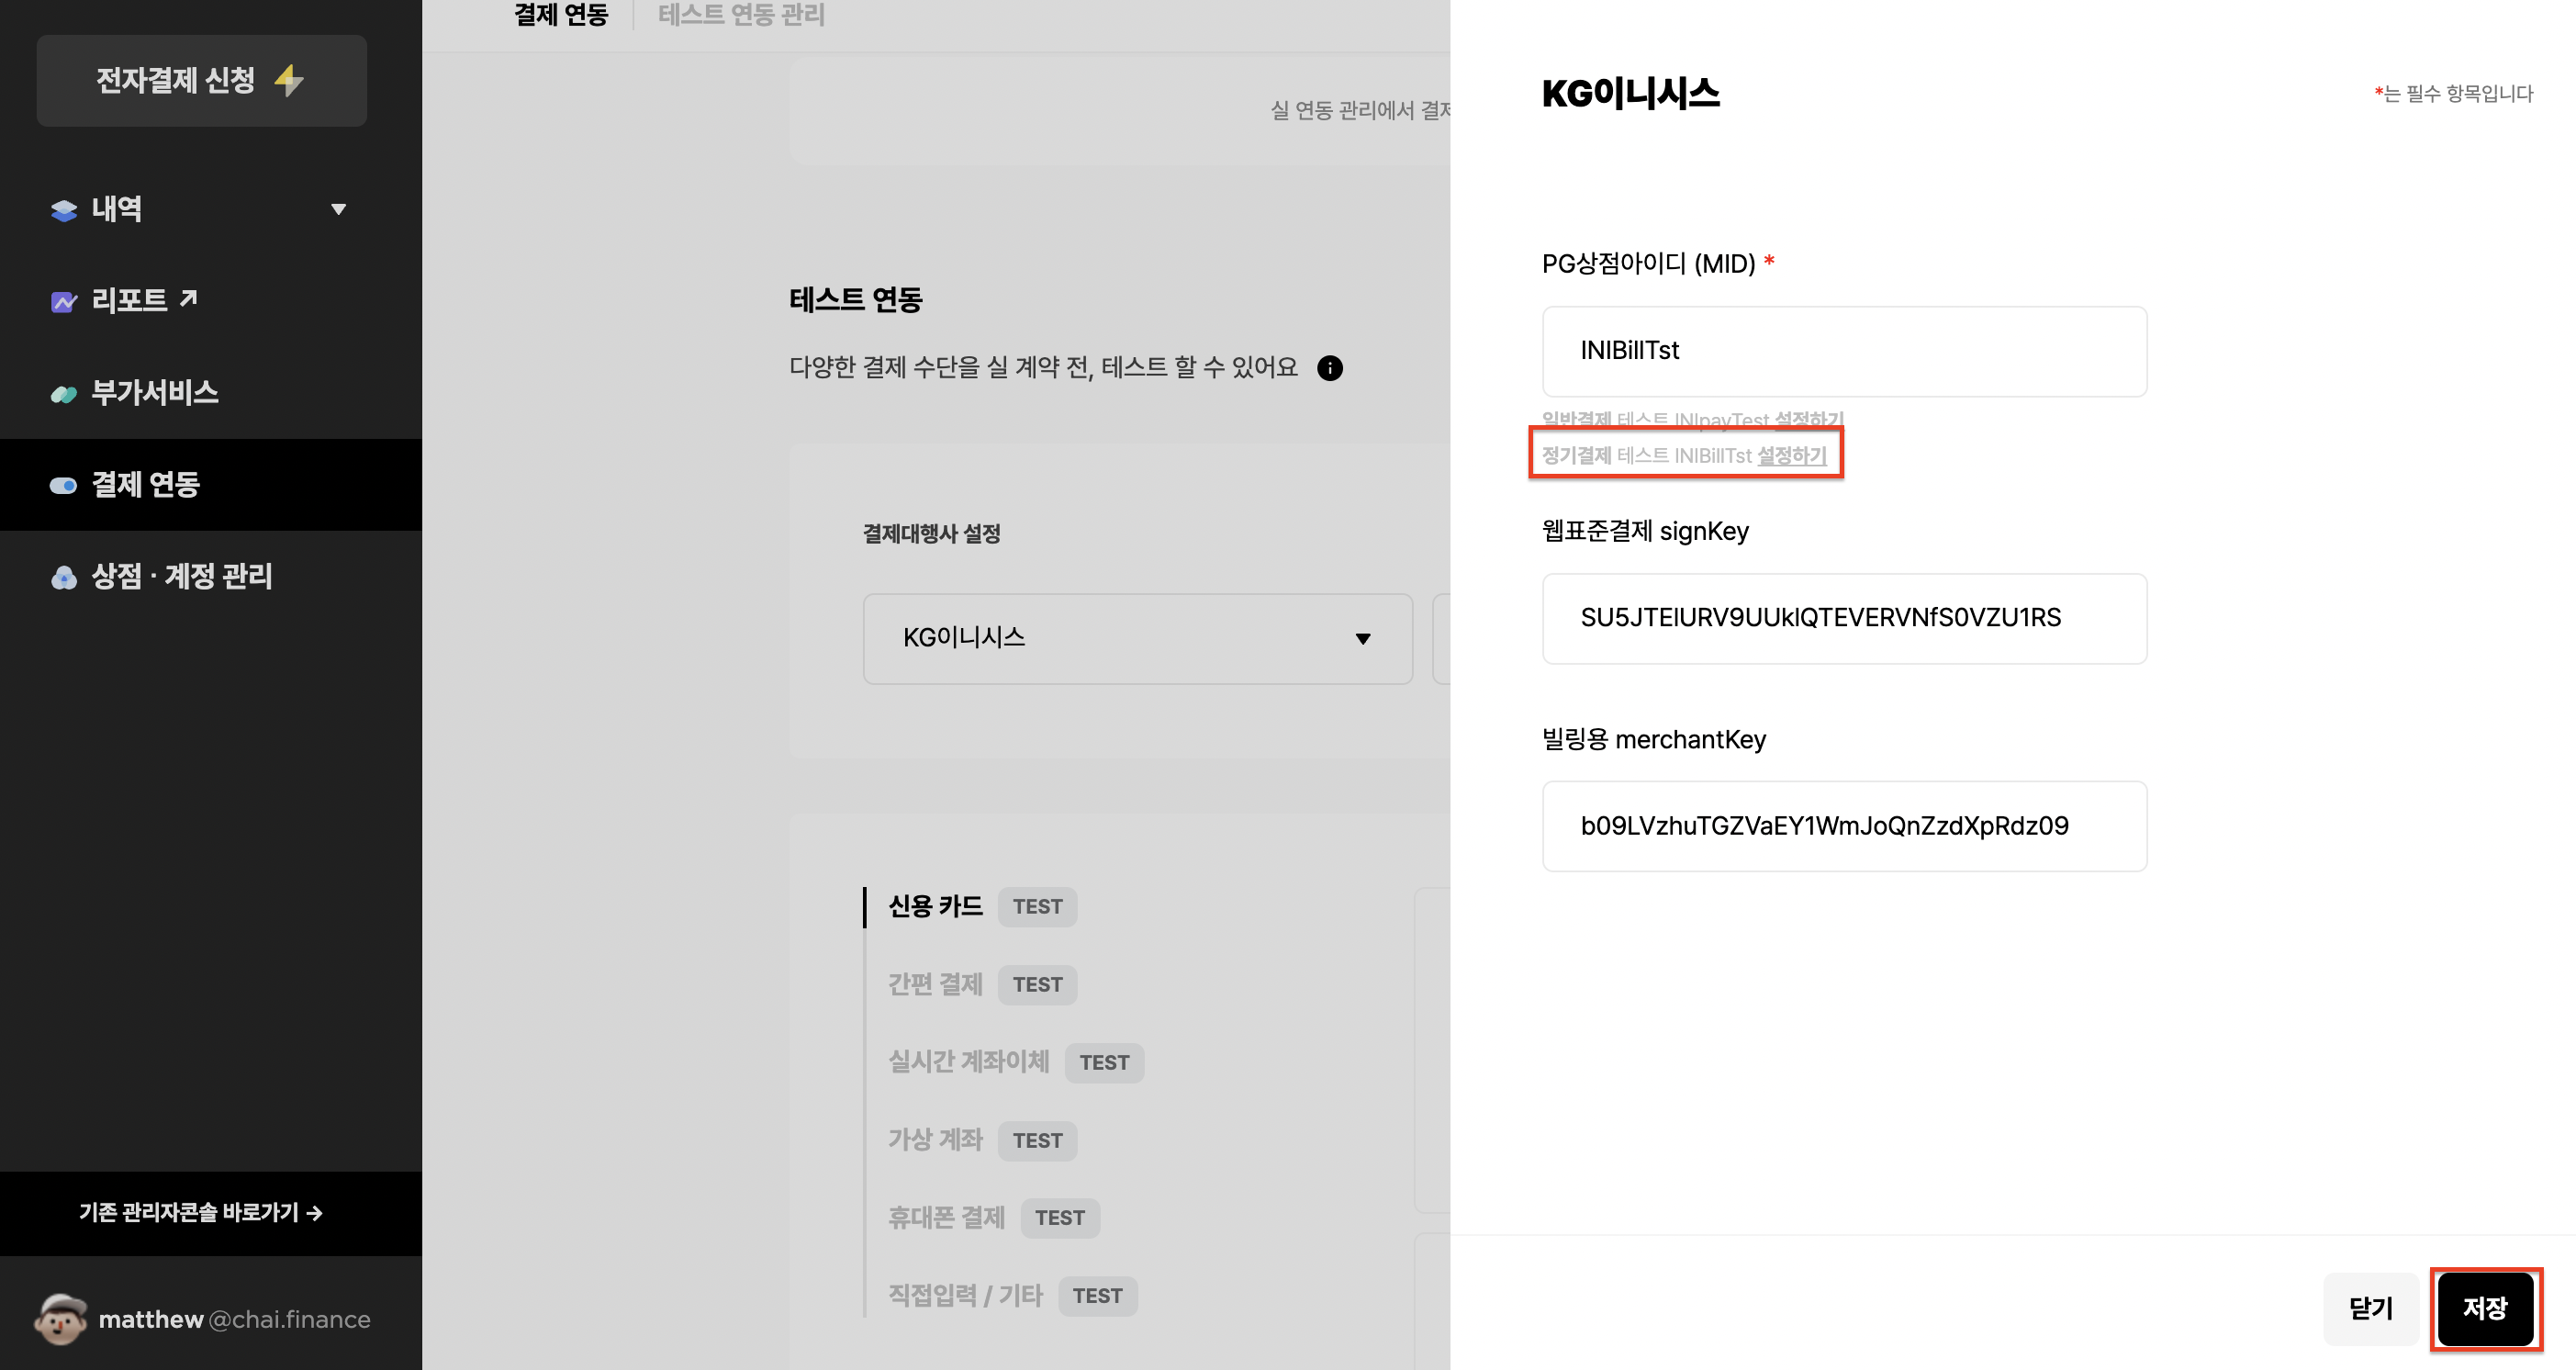 전자결제 신청
내역
리포트
부가서비스
결제 연동
상점 · 계정 관리
기존 관리자콘솔 바로가기 →
matthew @chai.finance
결제 연동
테스트 연동 관리
실 연동 관리에서 결제
테스트 연동
다양한 결제 수단을 실 계약 전, 테스트 할 수 있어요
결제대행사 설정
KG이니시스
신용 카드 TEST
간편 결제 TEST
실시간 계좌이체 TEST
가상 계좌 TEST
휴대폰 결제 TEST
직접입력 / 기타 TEST
KG이니시스
*는 필수 항목입니다
PG상점아이디 (MID) *
INIBillTst
일반결제 테스트 INIpayTest 설정하기
정기결제 테스트 INIBillTst 설정하기
웹표준결제 signKey
SU5JTElURV9UUklQTEVERVNfS0VZU1RS
빌링용 merchantKey
b09LVzhuTGZVaEY1WmJoQnZzdXpRdz09
닫기
저장